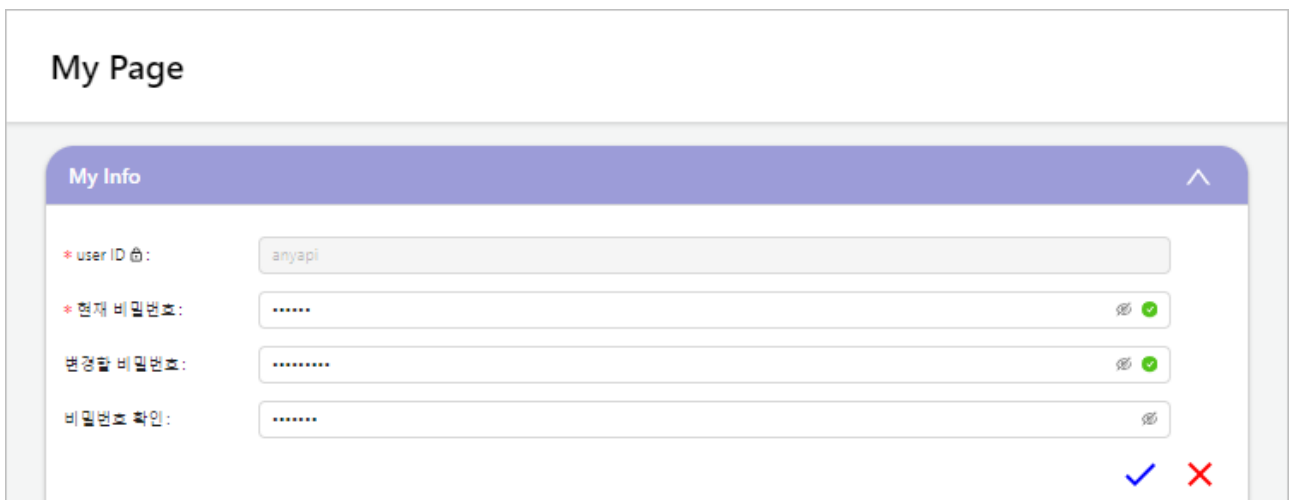 My Page
My Info
* user ID :
anyapi
* 현재 비밀번호 :
••••••
변경할 비밀번호 :
•••••••••
비밀번호 확인 :
•••••••